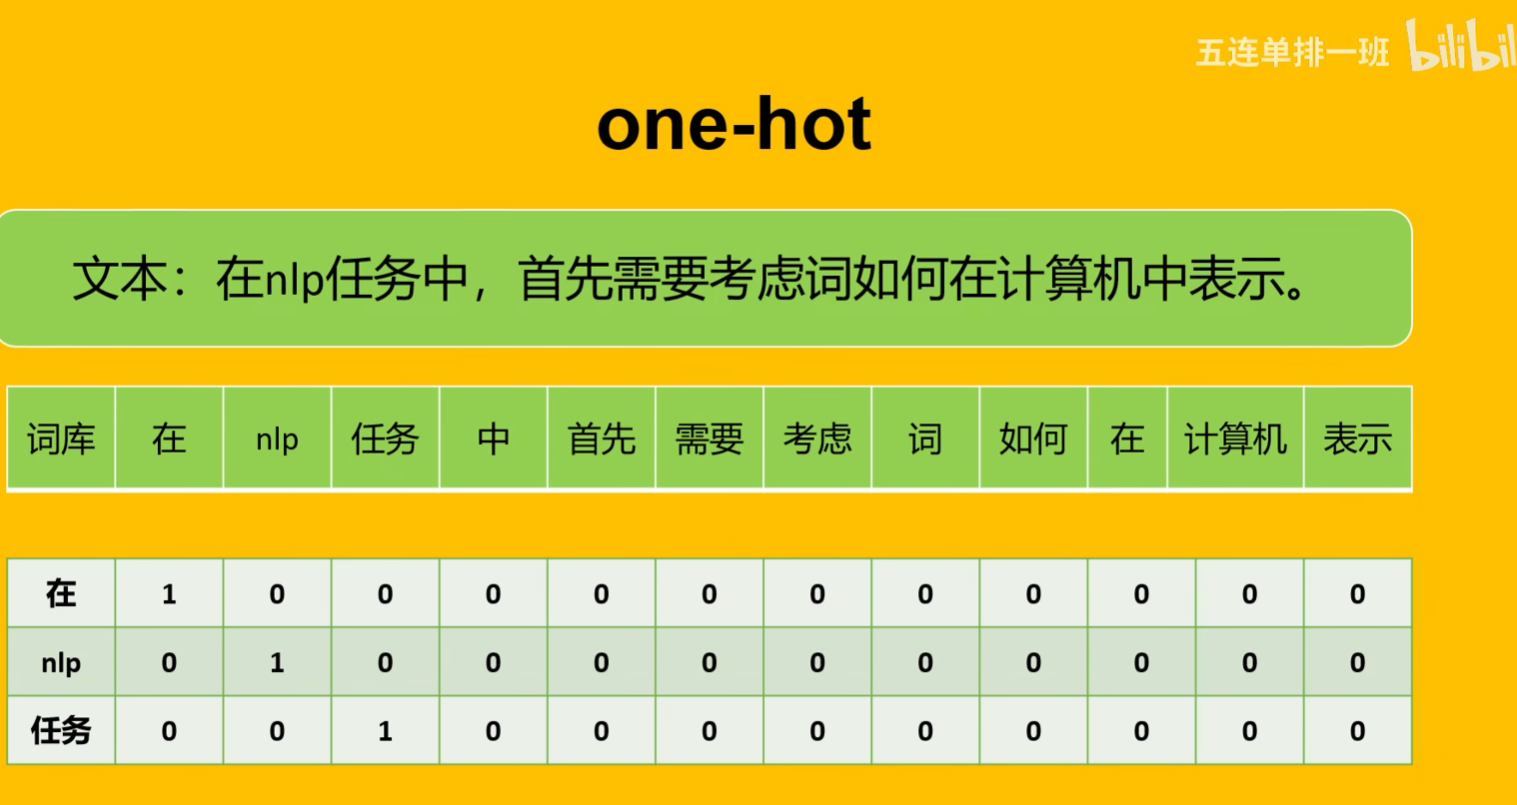 五连单排一班 bilibil
one-hot
文本：在nlp任务中，首先需要考虑词如何在计算机中表示。
词库 在 nlp 任务 中 首先 需要 考虑 词 如何 在 计算机 表示
在 1 0 0 0 0 0 0 0 0 0 0 0
nlp 0 1 0 0 0 0 0 0 0 0 0 0
任务 0 0 1 0 0 0 0 0 0 0 0 0